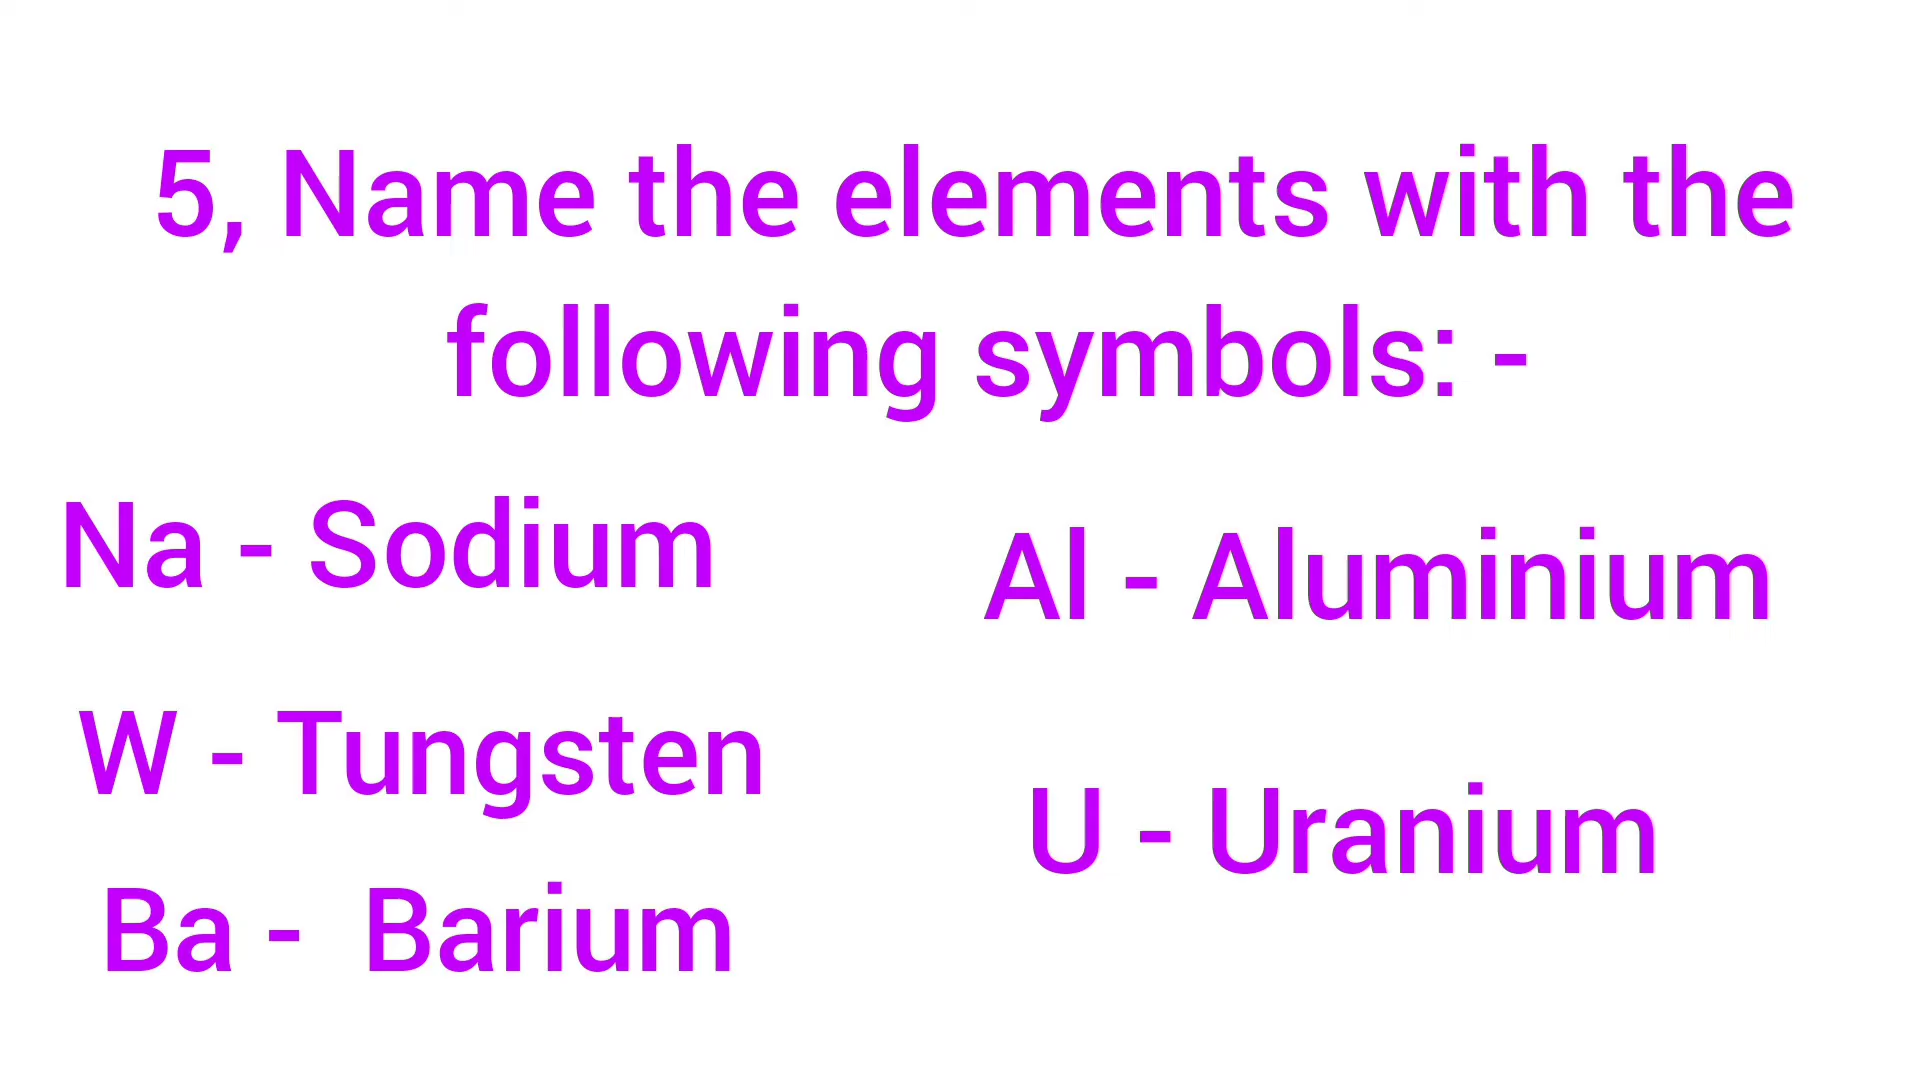 5, Name the elements with the
following symbols: -
Na - Sodium
Al - Aluminium
W - Tungsten
U - Uranium
Ba - Barium